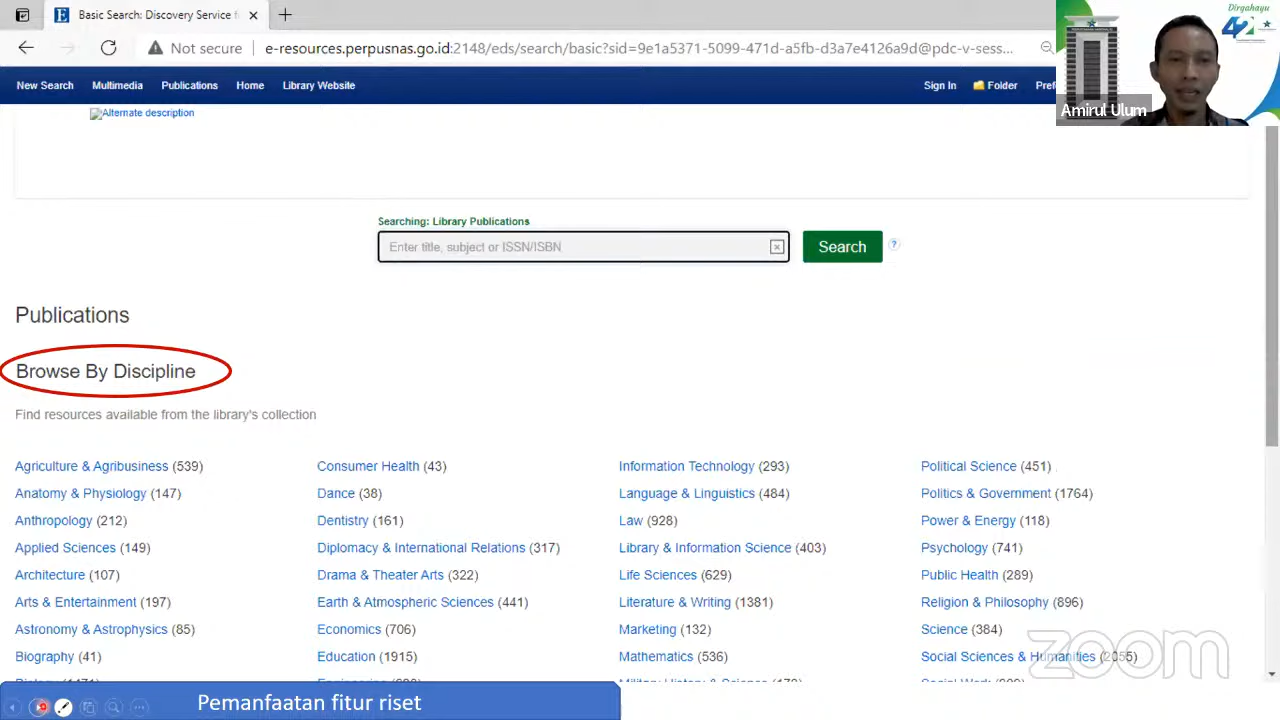 Basic Search: Discovery Service f
Not secure
e-resources.perpusnas.go.id:2148/eds/search/basic?sid=9e1a5371-5099-471d-a5fb-d3a7e4126a9d@pdc-v-sess...
New Search
Multimedia
Publications
Home
Library Website
Sign In
Folder
Pref
Dirgahayu
42
Amirul Ulum
Alternate description
Searching: Library Publications
Enter title, subject or ISSN/ISBN
Search
?
Publications
Browse By Discipline
Find resources available from the library's collection
Agriculture & Agribusiness (539)
Anatomy & Physiology (147)
Anthropology (212)
Applied Sciences (149)
Architecture (107)
Arts & Entertainment (197)
Astronomy & Astrophysics (85)
Biography (41)
Consumer Health (43)
Dance (38)
Dentistry (161)
Diplomacy & International Relations (317)
Drama & Theater Arts (322)
Earth & Atmospheric Sciences (441)
Economics (706)
Education (1915)
Information Technology (293)
Language & Linguistics (484)
Law (928)
Library & Information Science (403)
Life Sciences (629)
Literature & Writing (1381)
Marketing (132)
Mathematics (536)
Political Science (451)
Politics & Government (1764)
Power & Energy (118)
Psychology (741)
Public Health (289)
Religion & Philosophy (896)
Science (384)
Social Sciences & Humanities (2055)
zoom
Pemanfaatan fitur riset